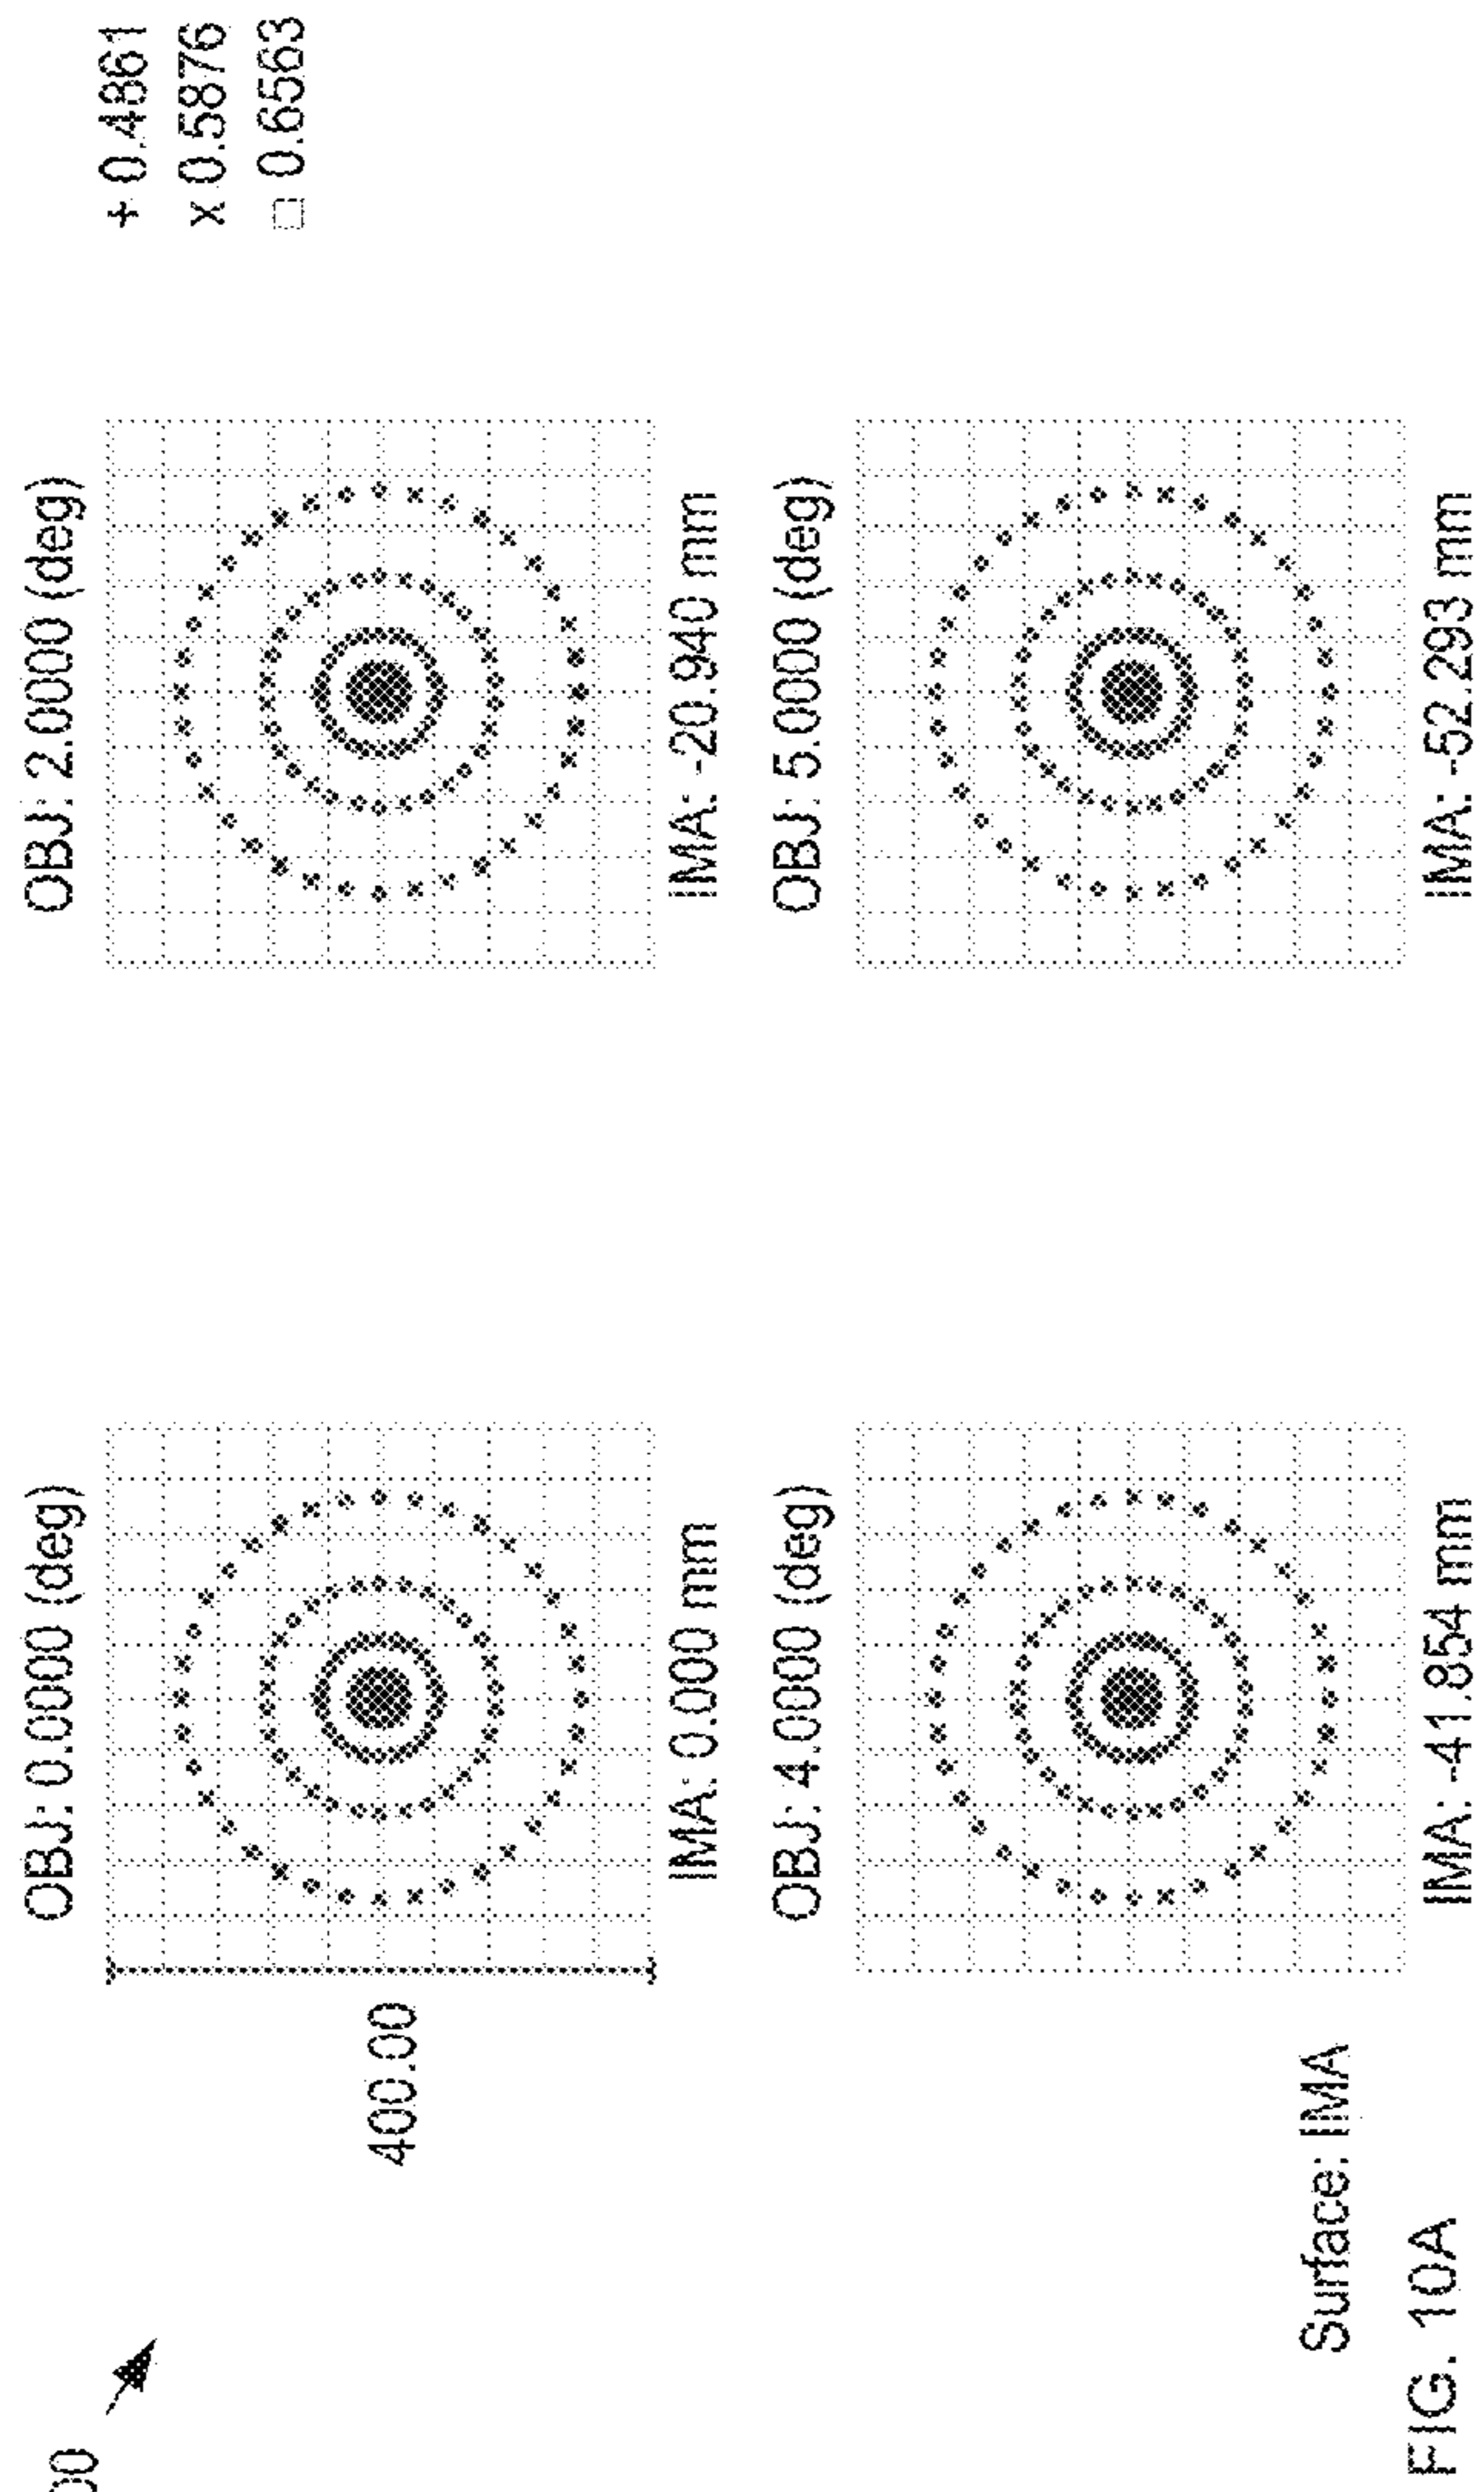 + 0.4861
x 0.5876
□ 0.6563
OBJ: 0.0000 (deg)
OBJ: 2.0000 (deg)
400.00
IMA: 0.000 mm
IMA: -20.940 mm
OBJ: 4.0000 (deg)
OBJ: 5.0000 (deg)
IMA: -41.854 mm
IMA: -52.293 mm
Surface: IMA
FIG. 10A